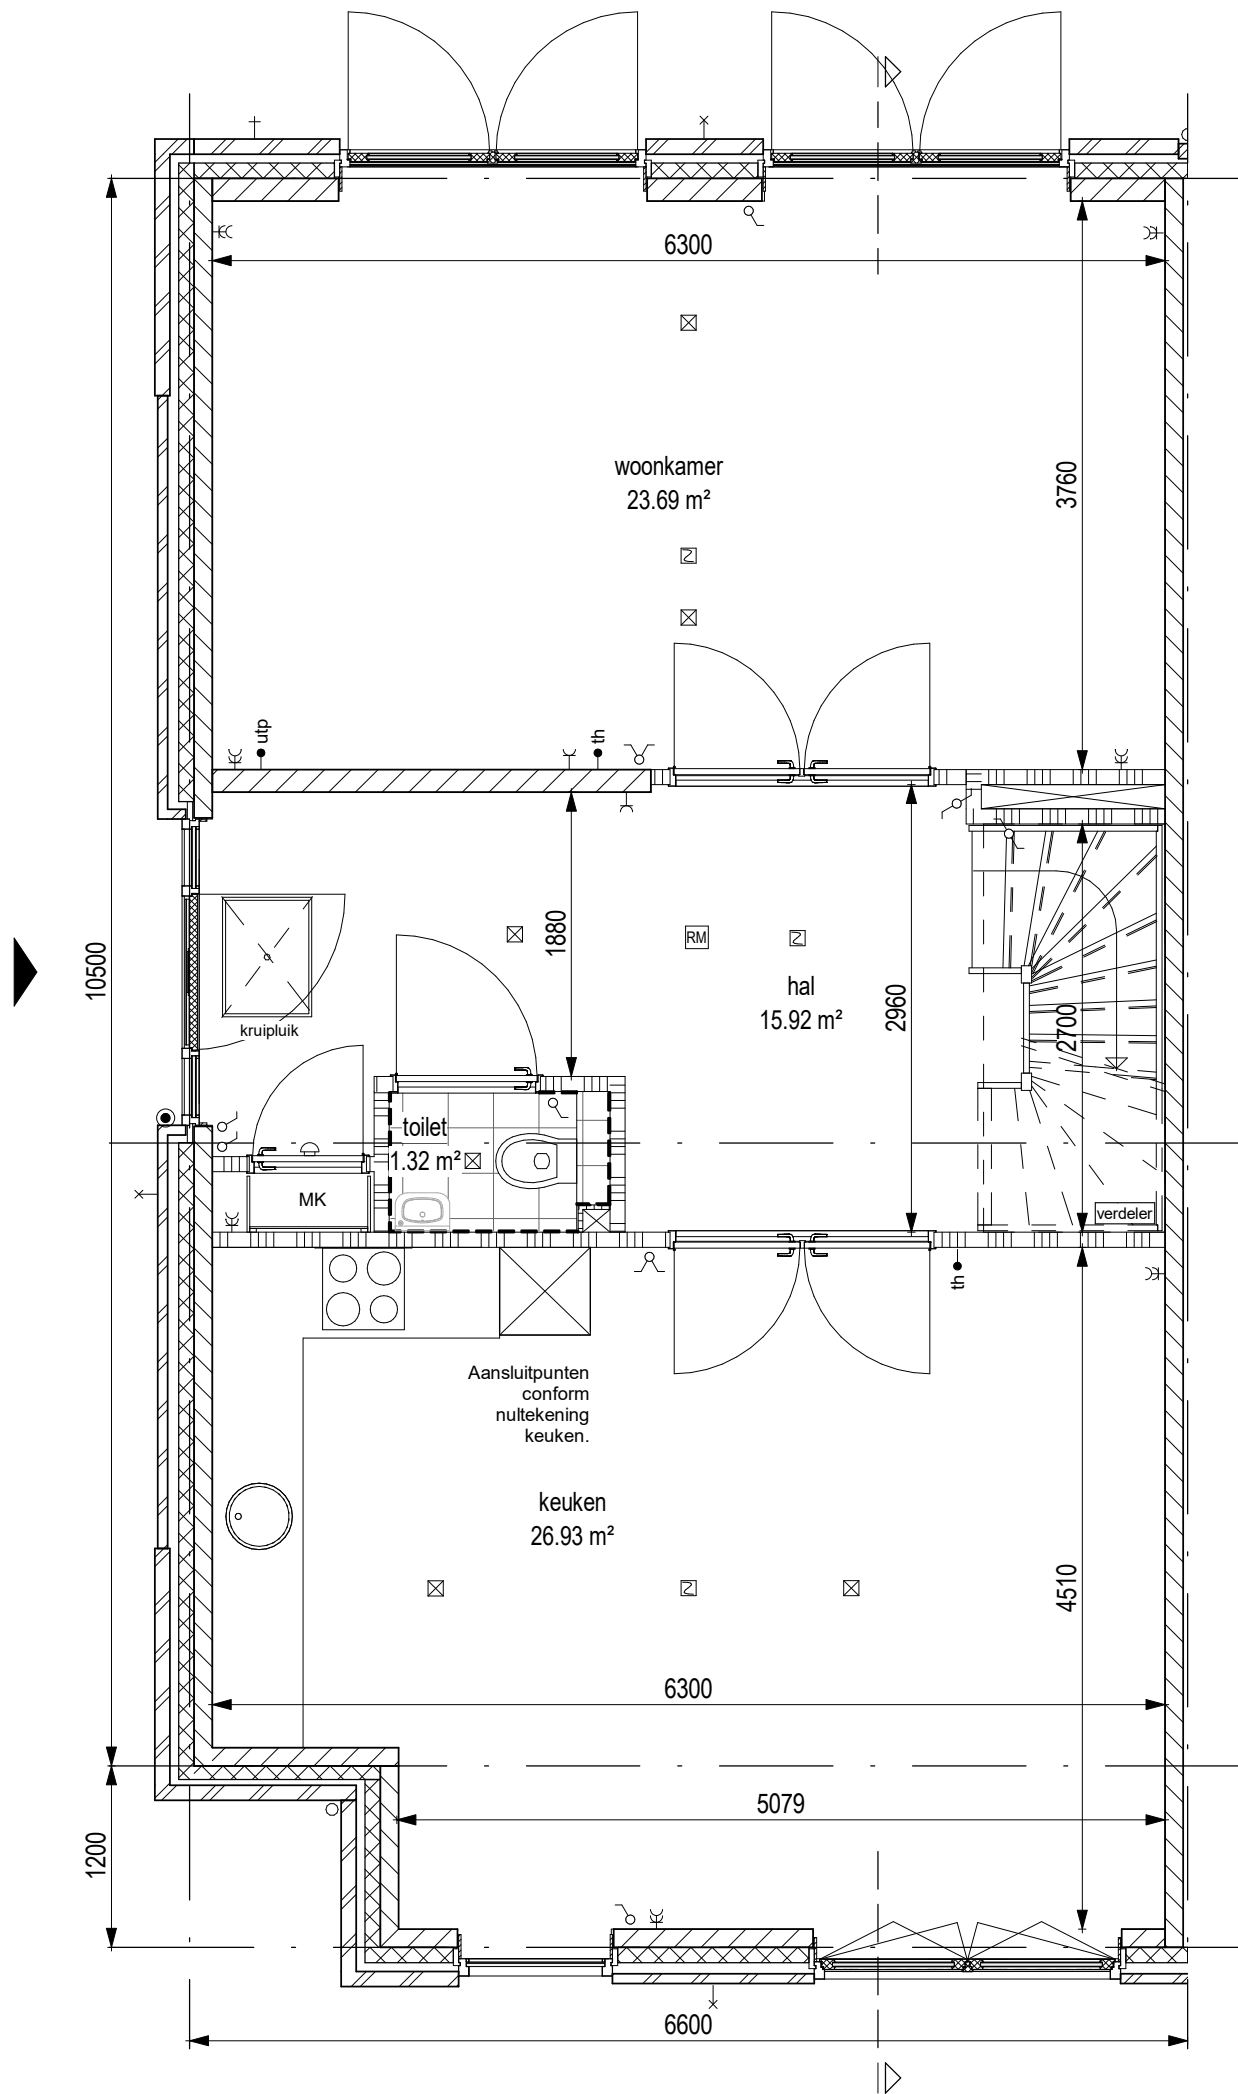 6300
woonkamer
23.69 m²
3760
utp
th
10500
1880
RM
hal
15.92 m²
2960
2700
kruipluik
toilet
1.32 m²
MK
verdeler
th
Aansluitpunten
conform
nultekening
keuken.
keuken
26.93 m²
4510
6300
5079
1200
6600